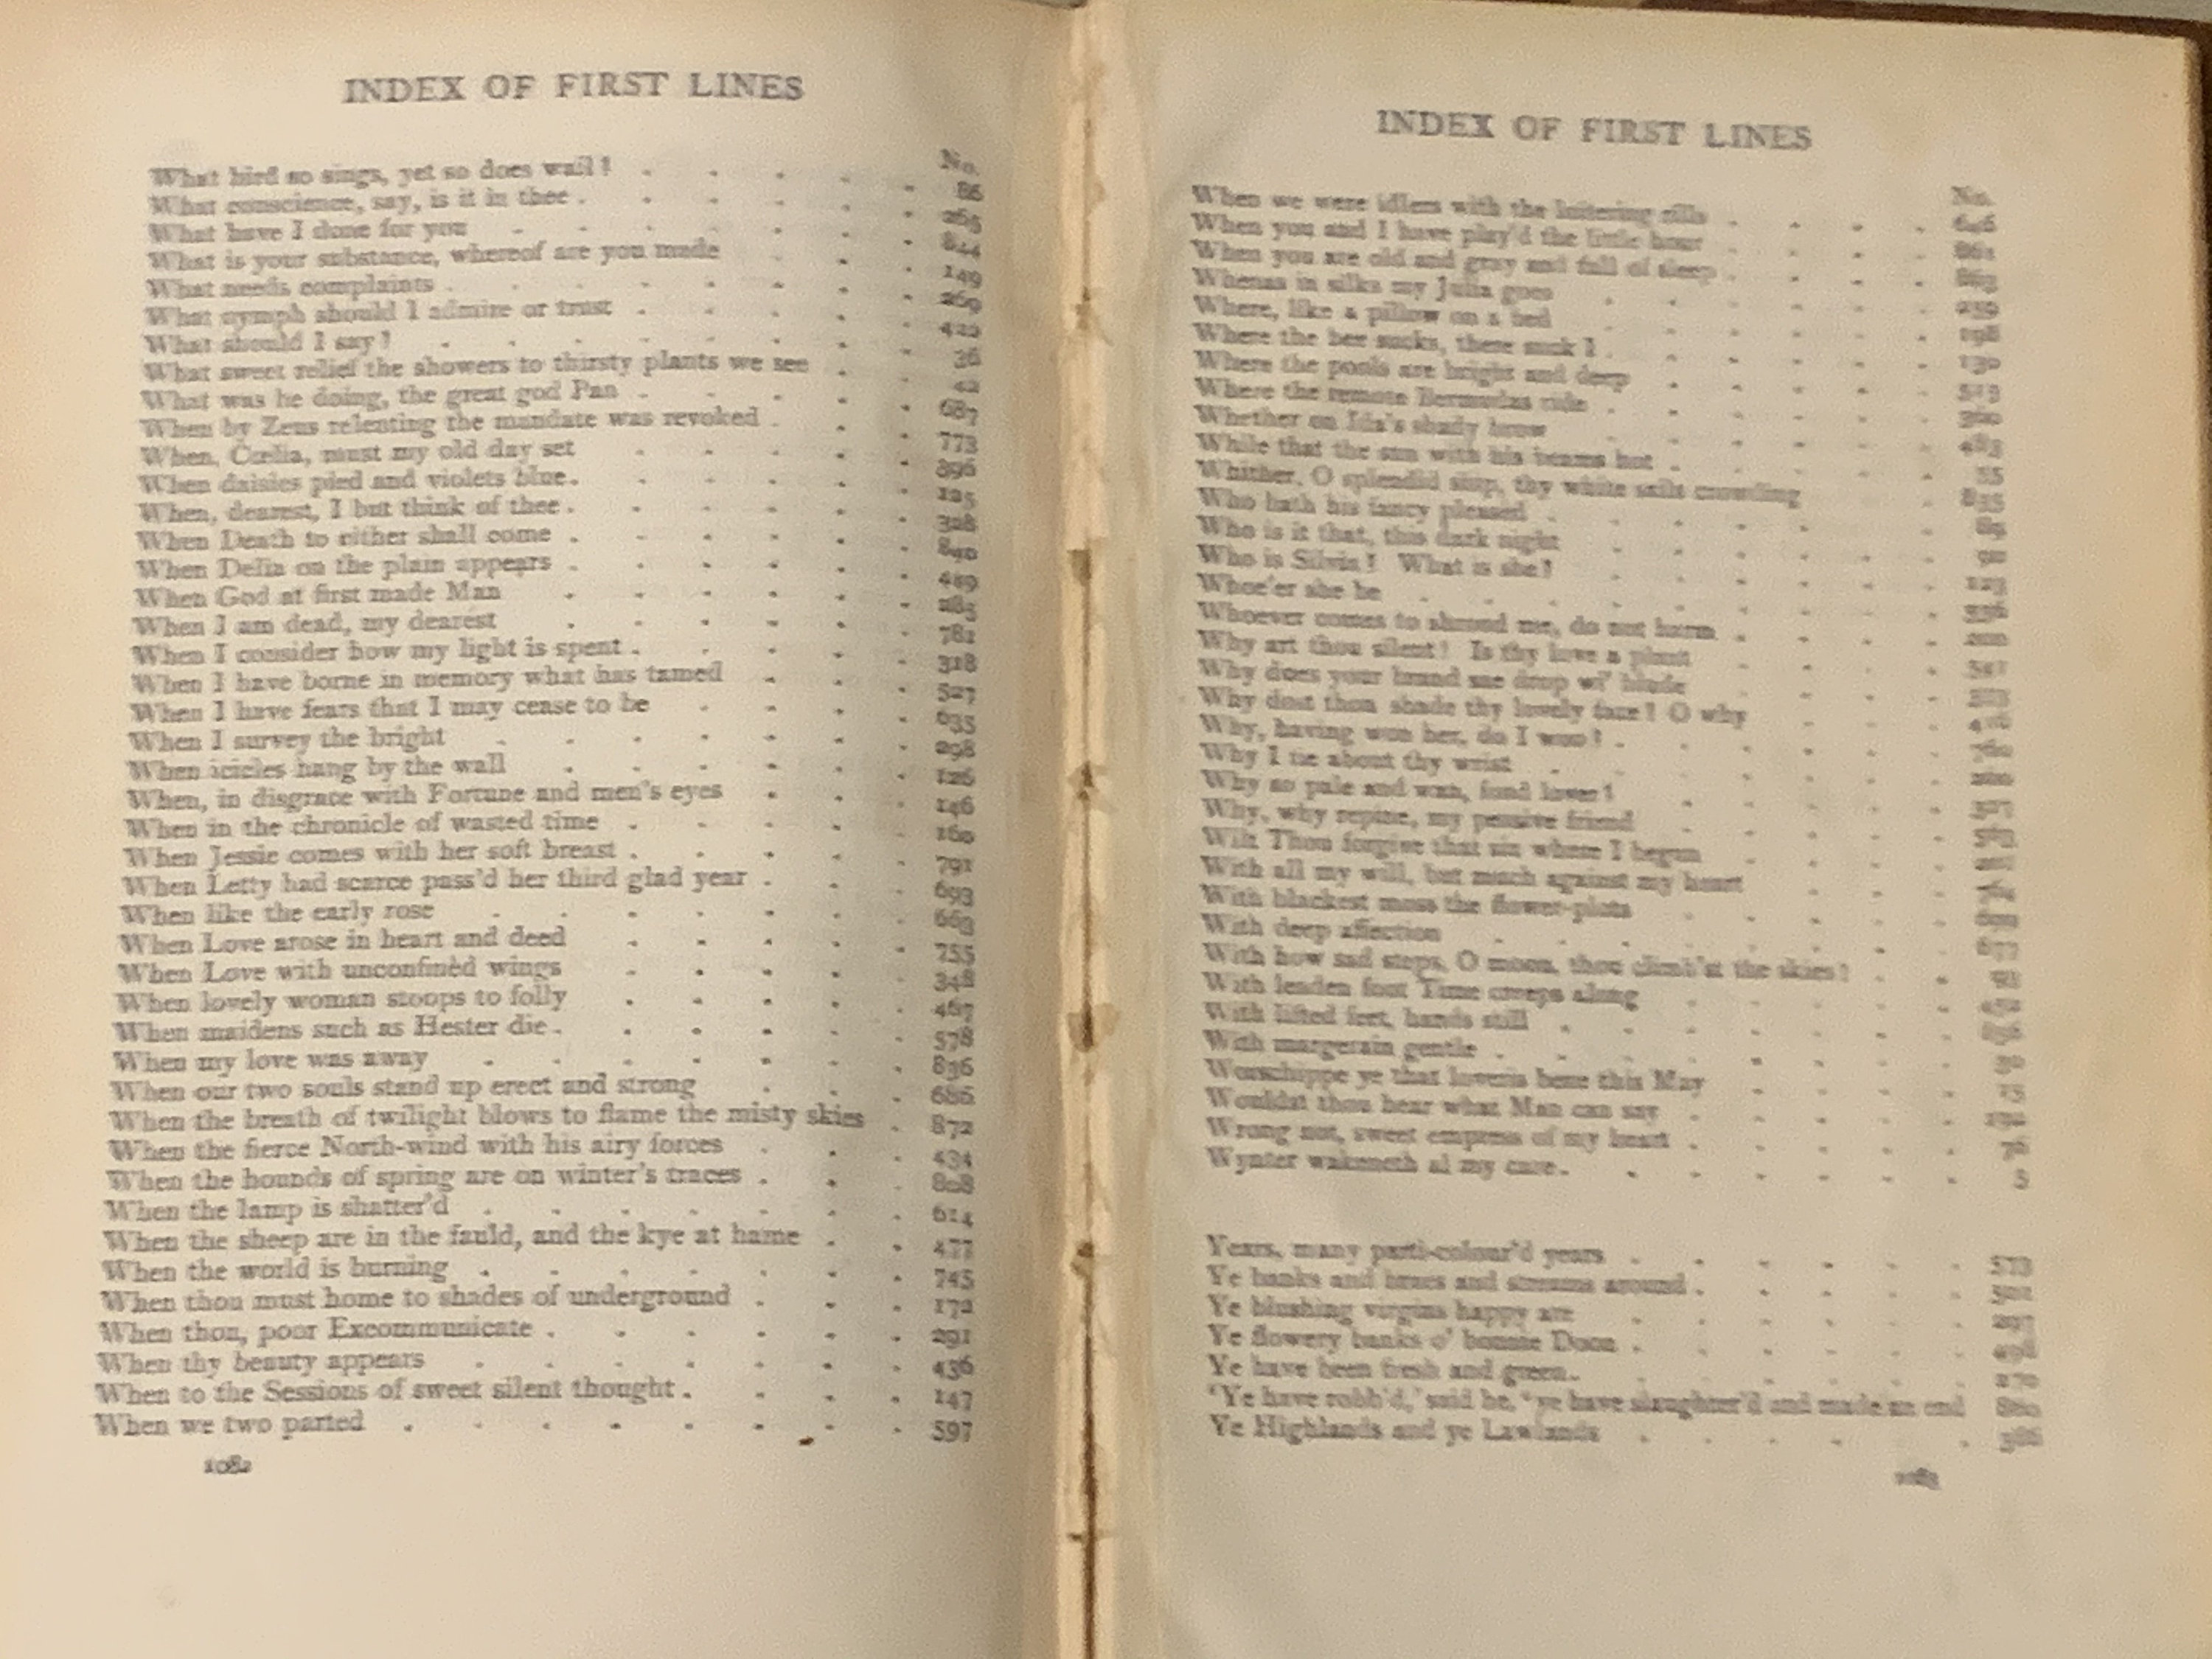 INDEX OF FIRST LINES
No.
What bird so sings, yet so does wail? 86
What conscience, say, is it in thee 265
What have I done for you 844
What is your substance, whereof are you made 149
What needs complaints 269
What nymph should I admire or trust 422
What should I say? 36
What sweet relief the showers to thirsty plants we see 42
What was he doing, the great god Pan 687
When by Zeus relenting the mandate was revoked 773
When, Cœlia, must my old day set 396
When daisies pied and violets blue 125
When, dearest, I but think of thee 328
When Death to either shall come 840
When Delia on the plain appears 449
When God at first made Man 285
When I am dead, my dearest 782
When I consider how my light is spent 318
When I have borne in memory what has tamed 527
When I have fears that I may cease to be 635
When I survey the bright 298
When icicles hang by the wall 126
When, in disgrace with Fortune and men's eyes 146
When in the chronicle of wasted time 160
When Jessie comes with her soft breast 791
When Letty had scarce pass'd her third glad year 693
When like the early rose 663
When Love arose in heart and deed 755
When Love with unconfinèd wings 348
When lovely woman stoops to folly 467
When maidens such as Hester die 578
When my love was away 836
When our two souls stand up erect and strong 686
When the breath of twilight blows to flame the misty skies 872
When the fierce North-wind with his airy forces 434
When the hounds of spring are on winter's traces 808
When the lamp is shatter'd 614
When the sheep are in the fauld, and the kye at hame 477
When the world is burning 745
When thou must home to shades of underground 172
When thou, poor Excommunicate 291
When thy beauty appears 436
When to the Sessions of sweet silent thought 147
When we two parted 597
1082
INDEX OF FIRST LINES
No.
When we were idlers with the loitering rills 646
When you and I have play'd the little hour 861
When you are old and gray and full of sleep 863
Whenas in silks my Julia goes
Where, like a pillow on a bed 198
Where the bee sucks, there suck I 130
Where the pools are bright and deep 513
Where the remote Bermudas ride 360
Whether on Ida's shady brow 483
While that the sun with his beams hot 55
Whither, O splendid ship, thy white sails crowding 835
Who hath his fancy pleased 89
Who is it that, this dark night
Who is Silvia? What is she? 123
Whoe'er she be 336
Whoever comes to shroud me, do not harm 200
Why art thou silent? Is thy love a plant
Why does your brand sae drop wi' blude
Why dost thou shade thy lovely face? O why
Why, having won her, do I woo? 760
Why I tie about thy wrist
Why so pale and wan, fond lover? 327
Why, why repine, my pensive friend
Wilt Thou forgive that sin where I begun
With all my will, but much against my heart
With blackest moss the flower-plots
With deep affection 677
With how sad steps, O moon, thou climb'st the skies?
With leaden foot Time creeps along
With lifted feet, hands still
With margerain gentle
Worschippe ye that loveris bene this May 15
Wouldst thou hear what Man can say
Wrong not, sweet empress of my heart 76
Wynter wakeneth al my care 5
Years, many parti-colour'd years 573
Ye banks and braes and streams around
Ye blushing virgins happy are
Ye flowery banks o' bonnie Doon
Ye have been fresh and green 270
'Ye have robb'd,' said he, 'ye have slaughter'd and made an end 860
Ye Highlands and ye Lawlands
1083